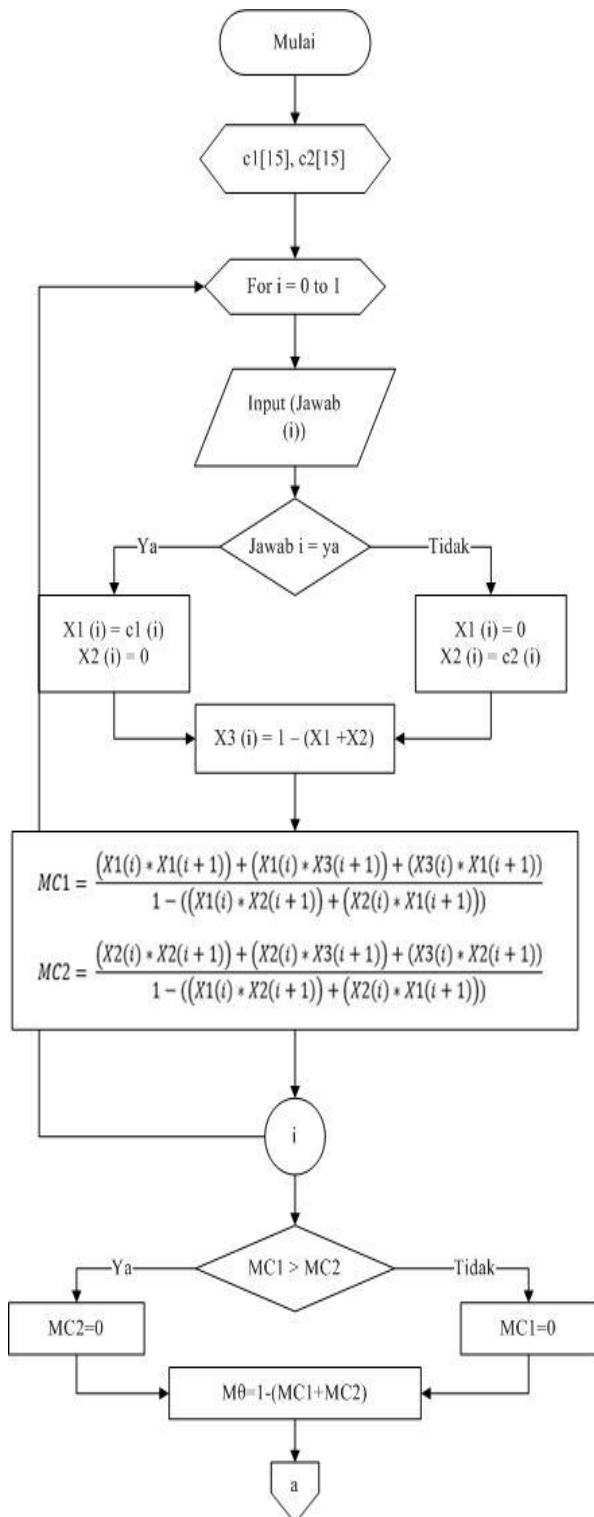 Mulai
c1[15], c2[15]
For i = 0 to 1
Input (Jawab
(i))
Jawab i = ya
Ya
Tidak
X1 (i) = c1 (i)
X2 (i) = 0
X1 (i) = 0
X2 (i) = c2 (i)
X3 (i) = 1 – (X1 +X2)
MC1 = \frac{(X1(i) * X1(i + 1)) + (X1(i) * X3(i + 1)) + (X3(i) * X1(i + 1))}{1 - ((X1(i) * X2(i + 1)) + (X2(i) * X1(i + 1)))}
MC2 = \frac{(X2(i) * X2(i + 1)) + (X2(i) * X3(i + 1)) + (X3(i) * X2(i + 1))}{1 - ((X1(i) * X2(i + 1)) + (X2(i) * X1(i + 1)))}
i
MC1 > MC2
Ya
Tidak
MC2=0
MC1=0
Mθ=1-(MC1+MC2)
a